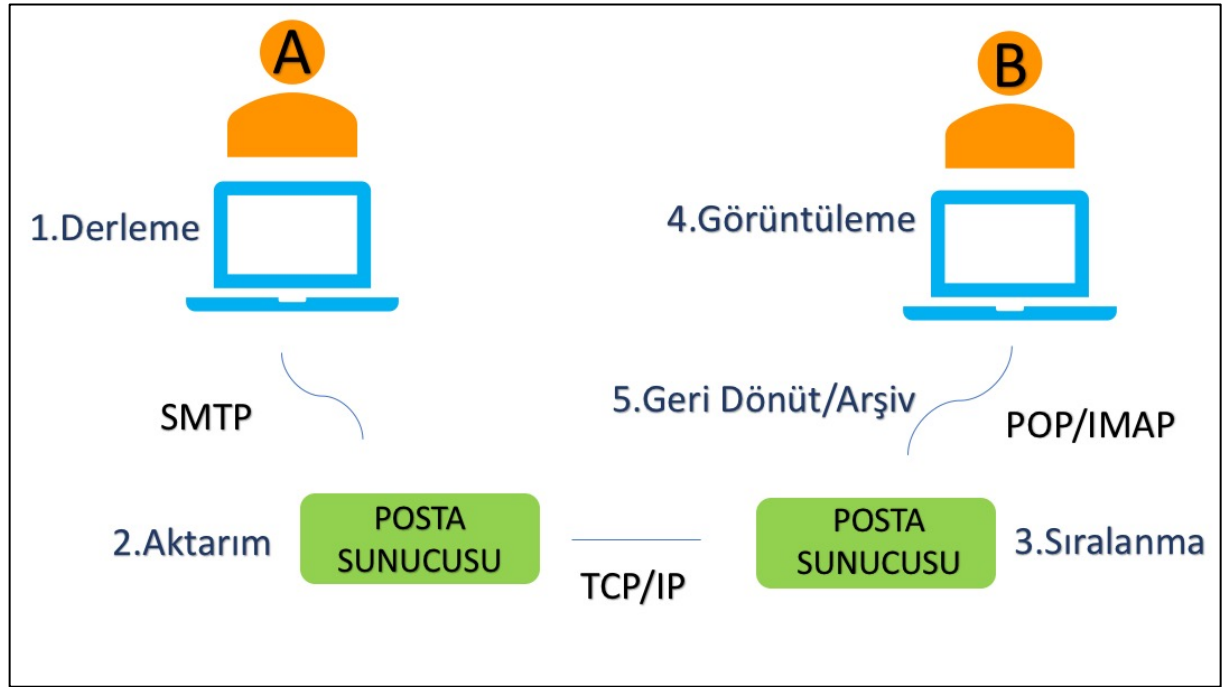 A
B
1.Derleme
4.Görüntüleme
SMTP
5.Geri Dönüt/Arşiv
POP/IMAP
2.Aktarım
POSTA
SUNUCUSU
TCP/IP
POSTA
SUNUCUSU
3.Sıralanma